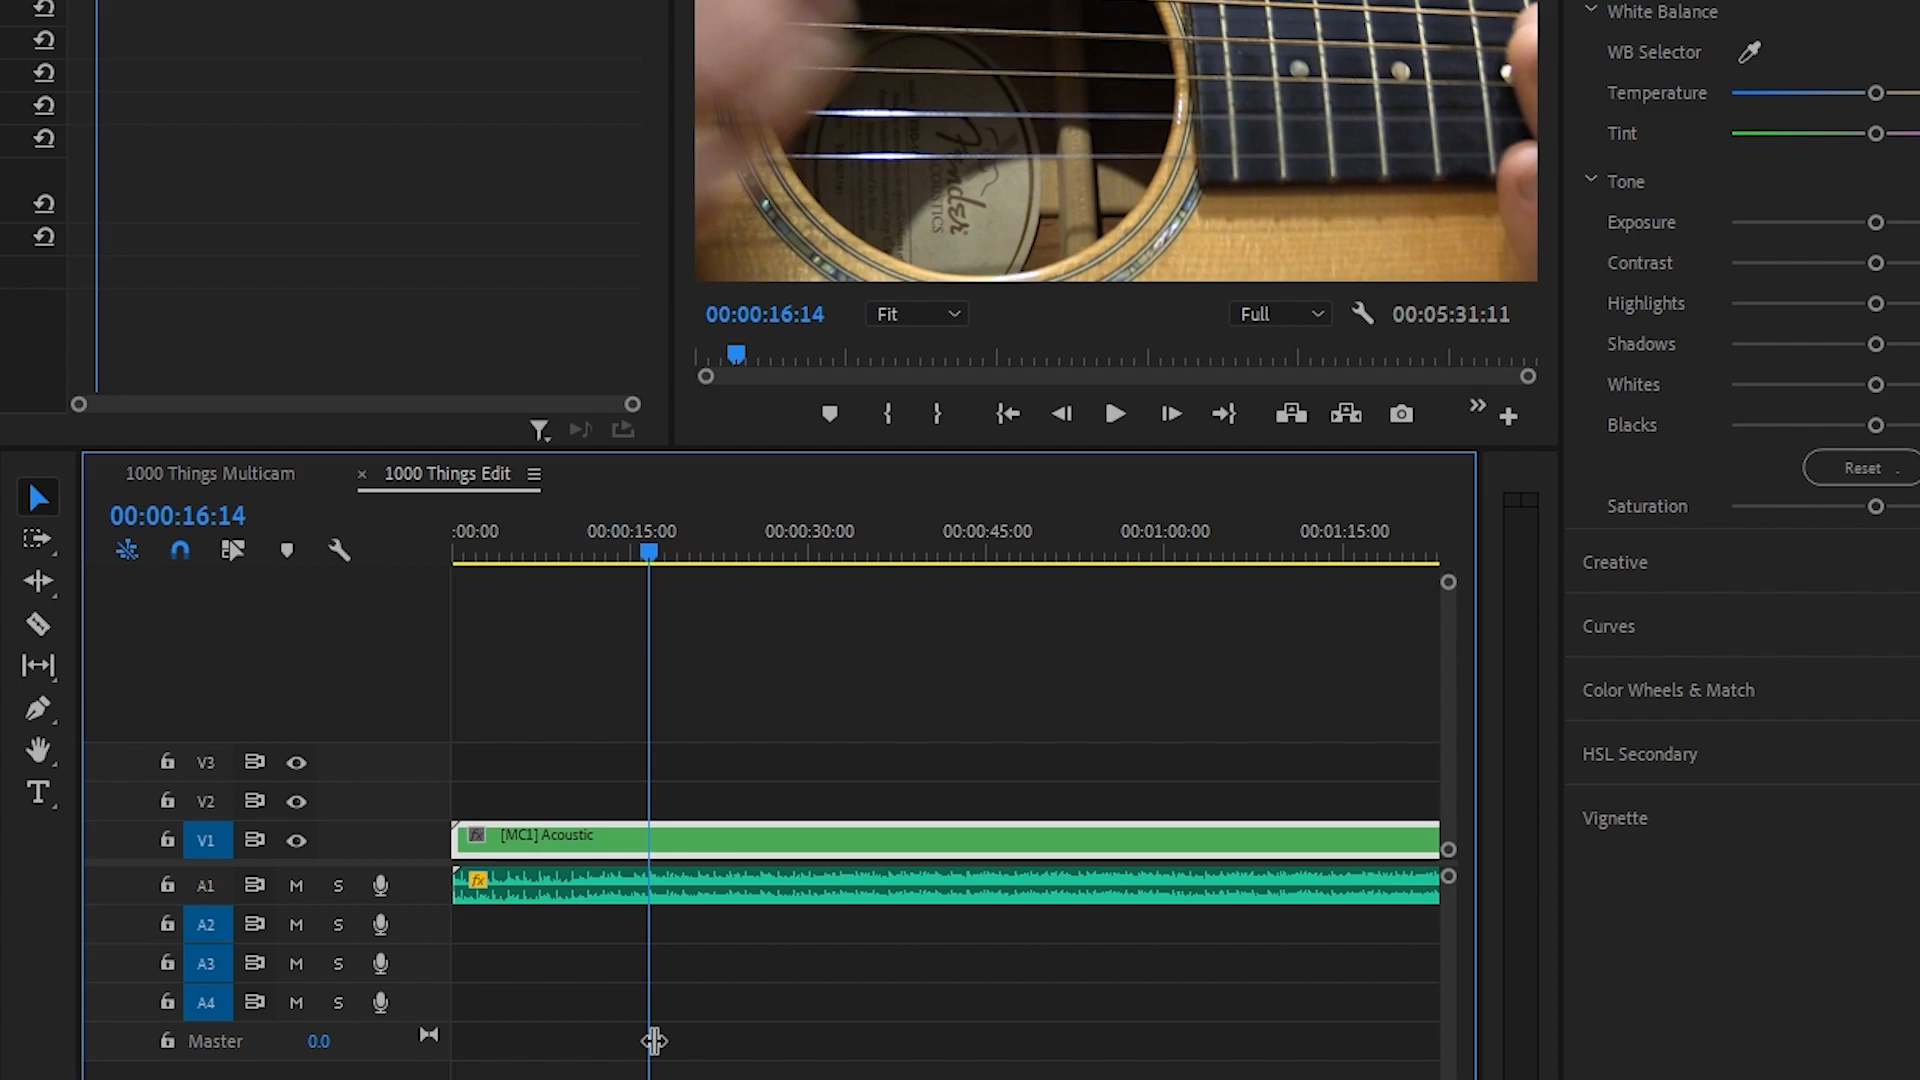 White Balance
WB Selector
Temperature
Tint
Tone
Exposure
Contrast
Highlights
Shadows
Whites
Blacks
Reset
Saturation
Creative
Curves
Color Wheels & Match
HSL Secondary
Vignette
Fender
ACOUSTICS
00:00:16:14
Fit
Full
00:05:31:11
1000 Things Multicam
× 1000 Things Edit
00:00:16:14
:00:00 00:00:15:00 00:00:30:00 00:00:45:00 00:01:00:00 00:01:15:00
V3
V2
V1 fx [MC1] Acoustic
A1 M S fx
A2 M S
A3 M S
A4 M S
Master 0.0
T